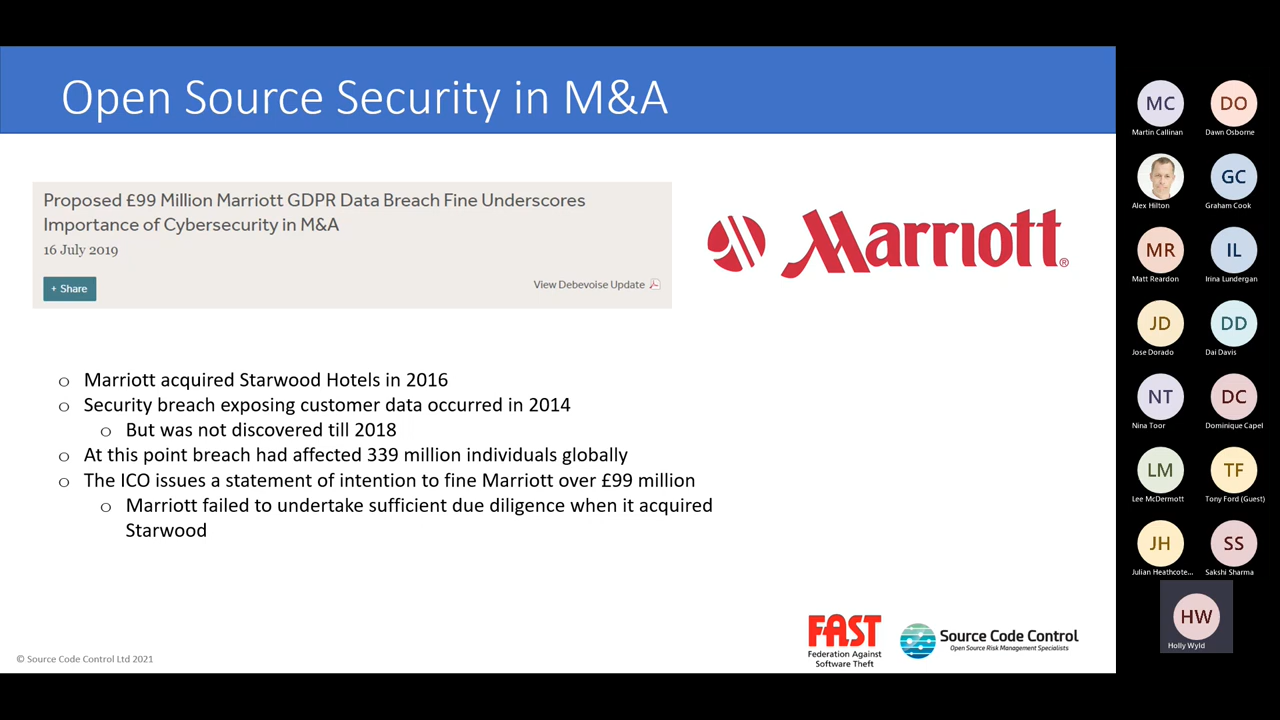 Open Source Security in M&A
Proposed £99 Million Marriott GDPR Data Breach Fine Underscores
Importance of Cybersecurity in M&A
16 July 2019
+ Share
View Debevoise Update
Marriott®
Marriott acquired Starwood Hotels in 2016
Security breach exposing customer data occurred in 2014
But was not discovered till 2018
At this point breach had affected 339 million individuals globally
The ICO issues a statement of intention to fine Marriott over £99 million
Marriott failed to undertake sufficient due diligence when it acquired
Starwood
FAST
Federation Against
Software Theft
Source Code Control
Open Source Risk Management Specialists
© Source Code Control Ltd 2021
MC
Martin Callinan
DO
Dawn Osborne
Alex Hilton
GC
Graham Cook
MR
Matt Reardon
IL
Irina Lundergan
JD
Jose Dorado
DD
Dai Davis
NT
Nina Toor
DC
Dominique Capel
LM
Lee McDermott
TF
Tony Ford (Guest)
JH
Julian Heathcote...
SS
Sakshi Sharma
HW
Holly Wyld